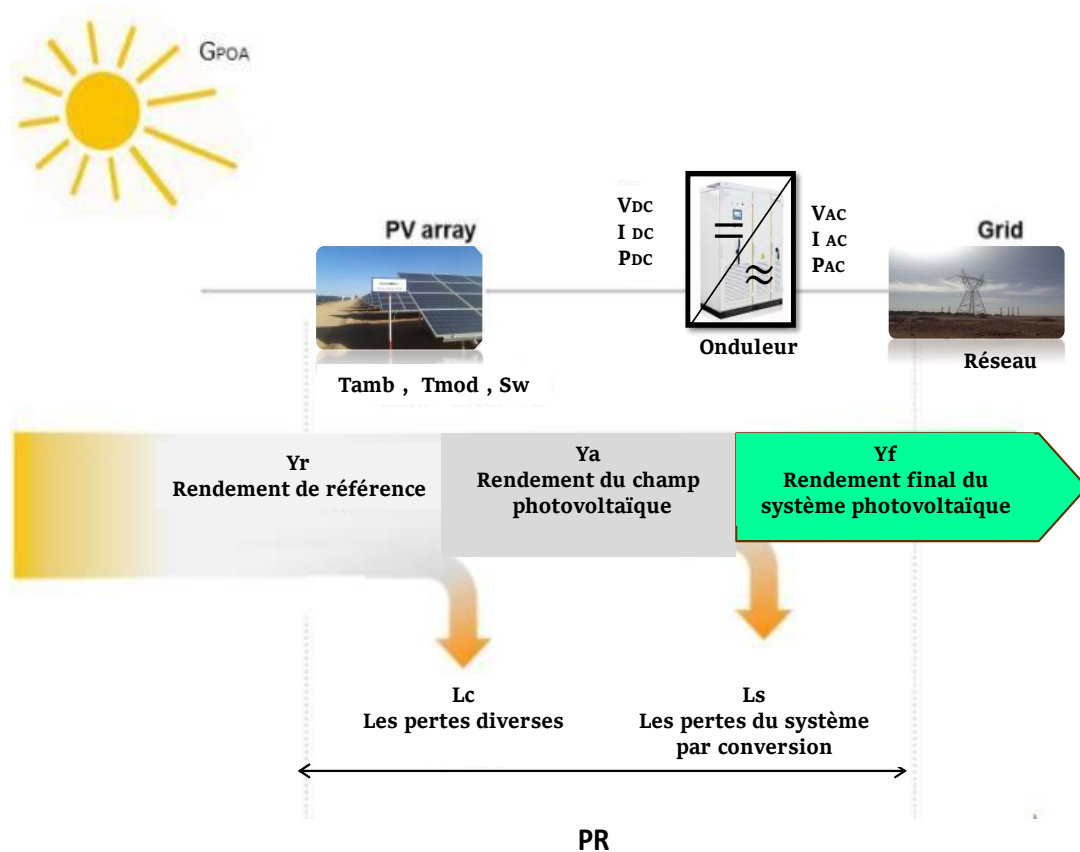 GPOA
PV array
VDC
I DC
PDC
VAC
I AC
PAC
Grid
Onduleur
Réseau
Tamb , Tmod , Sw
Yr
Rendement de référence
Ya
Rendement du champ
photovoltaïque
Yf
Rendement final du
système photovoltaïque
Lc
Les pertes diverses
Ls
Les pertes du système
par conversion
PR